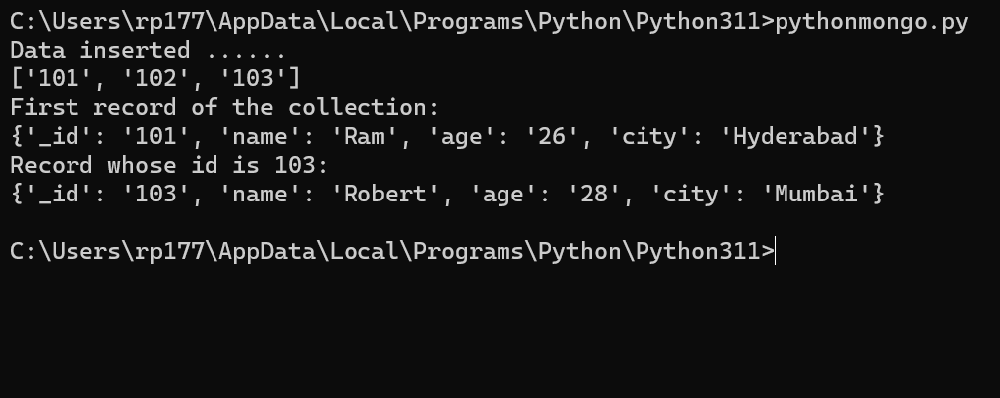 C:\Users\rp177\AppData\Local\Programs\Python\Python311>pythonmongo.py
Data inserted ......
['101', '102', '103']
First record of the collection:
{'_id': '101', 'name': 'Ram', 'age': '26', 'city': 'Hyderabad'}
Record whose id is 103:
{'_id': '103', 'name': 'Robert', 'age': '28', 'city': 'Mumbai'}
C:\Users\rp177\AppData\Local\Programs\Python\Python311>